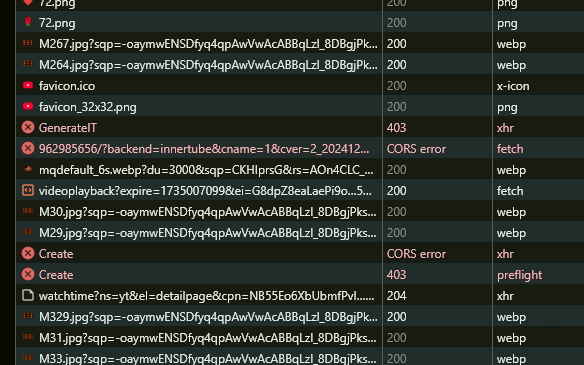 72.png png
72.png 200 png
M267.jpg?sqp=-oaymwENSDfyq4qpAwVwAcABBqLzl_8DBgjPk... 200 webp
M264.jpg?sqp=-oaymwENSDfyq4qpAwVwAcABBqLzl_8DBgjPk... 200 webp
favicon.ico 200 x-icon
favicon_32x32.png 200 png
GenerateIT 403 xhr
962985656/?backend=innertube&cname=1&cver=2_202412... CORS error fetch
mqdefault_6s.webp?du=3000&sqp=CKHIprsG&rs=AOn4CLC_... 200 webp
videoplayback?expire=1735007099&ei=G8dpZ8eaLaePi9o...5... 200 fetch
M30.jpg?sqp=-oaymwENSDfyq4qpAwVwAcABBqLzl_8DBgjPks... 200 webp
M29.jpg?sqp=-oaymwENSDfyq4qpAwVwAcABBqLzl_8DBgjPks... 200 webp
Create CORS error xhr
Create 403 preflight
watchtime?ns=yt&el=detailpage&cpn=NB55Eo6XbUbmfPvI...... 204 xhr
M329.jpg?sqp=-oaymwENSDfyq4qpAwVwAcABBqLzl_8DBgjPk... 200 webp
M31.jpg?sqp=-oaymwENSDfyq4qpAwVwAcABBqLzl_8DBgjPks... 200 webp
M33.jpg?sqp=-oaymwENSDfyq4qpAwVwAcABBqLzl_8DBgjPks... 200 webp